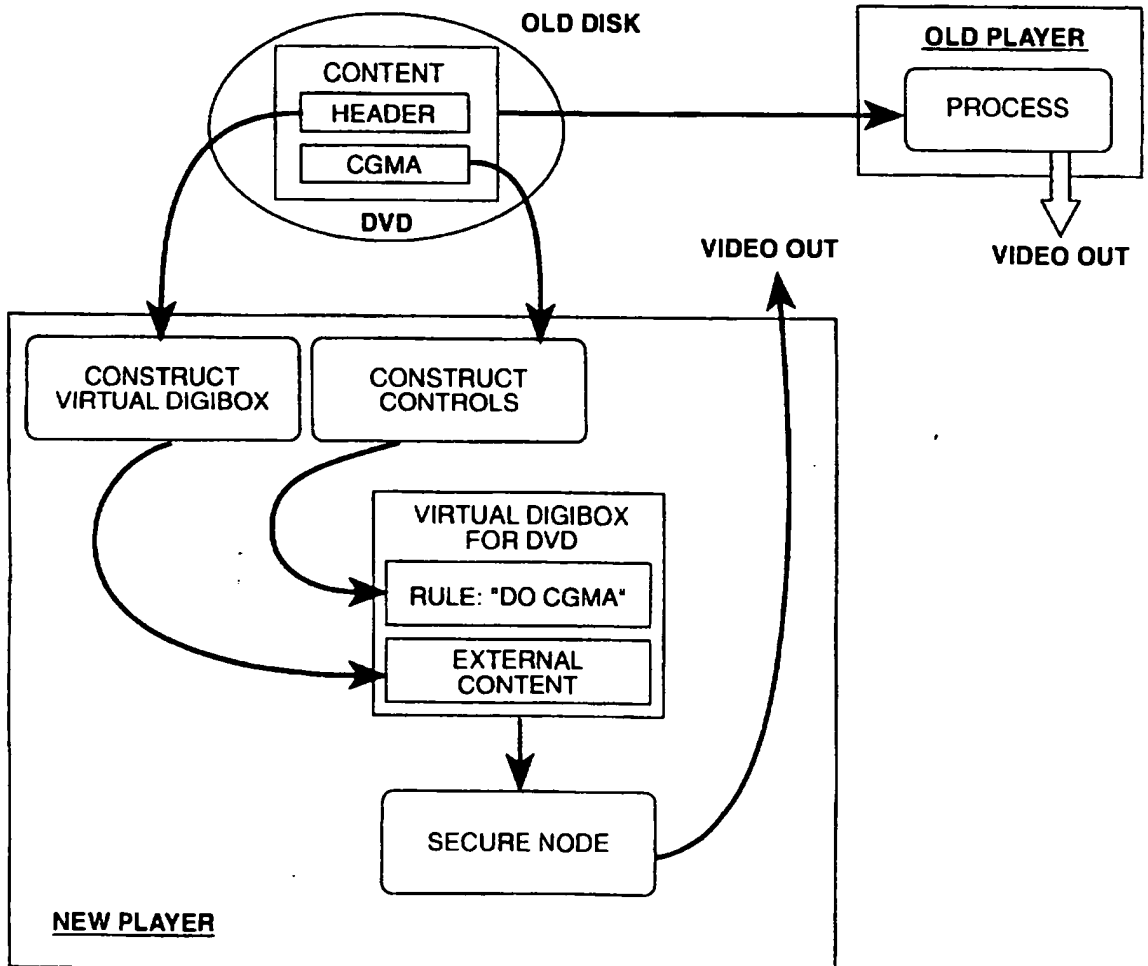 OLD DISK
CONTENT
HEADER
CGMA
DVD
OLD PLAYER
PROCESS
VIDEO OUT
VIDEO OUT
CONSTRUCT
VIRTUAL DIGIBOX
CONSTRUCT
CONTROLS
VIRTUAL DIGIBOX
FOR DVD
RULE: "DO CGMA"
EXTERNAL
CONTENT
SECURE NODE
NEW PLAYER